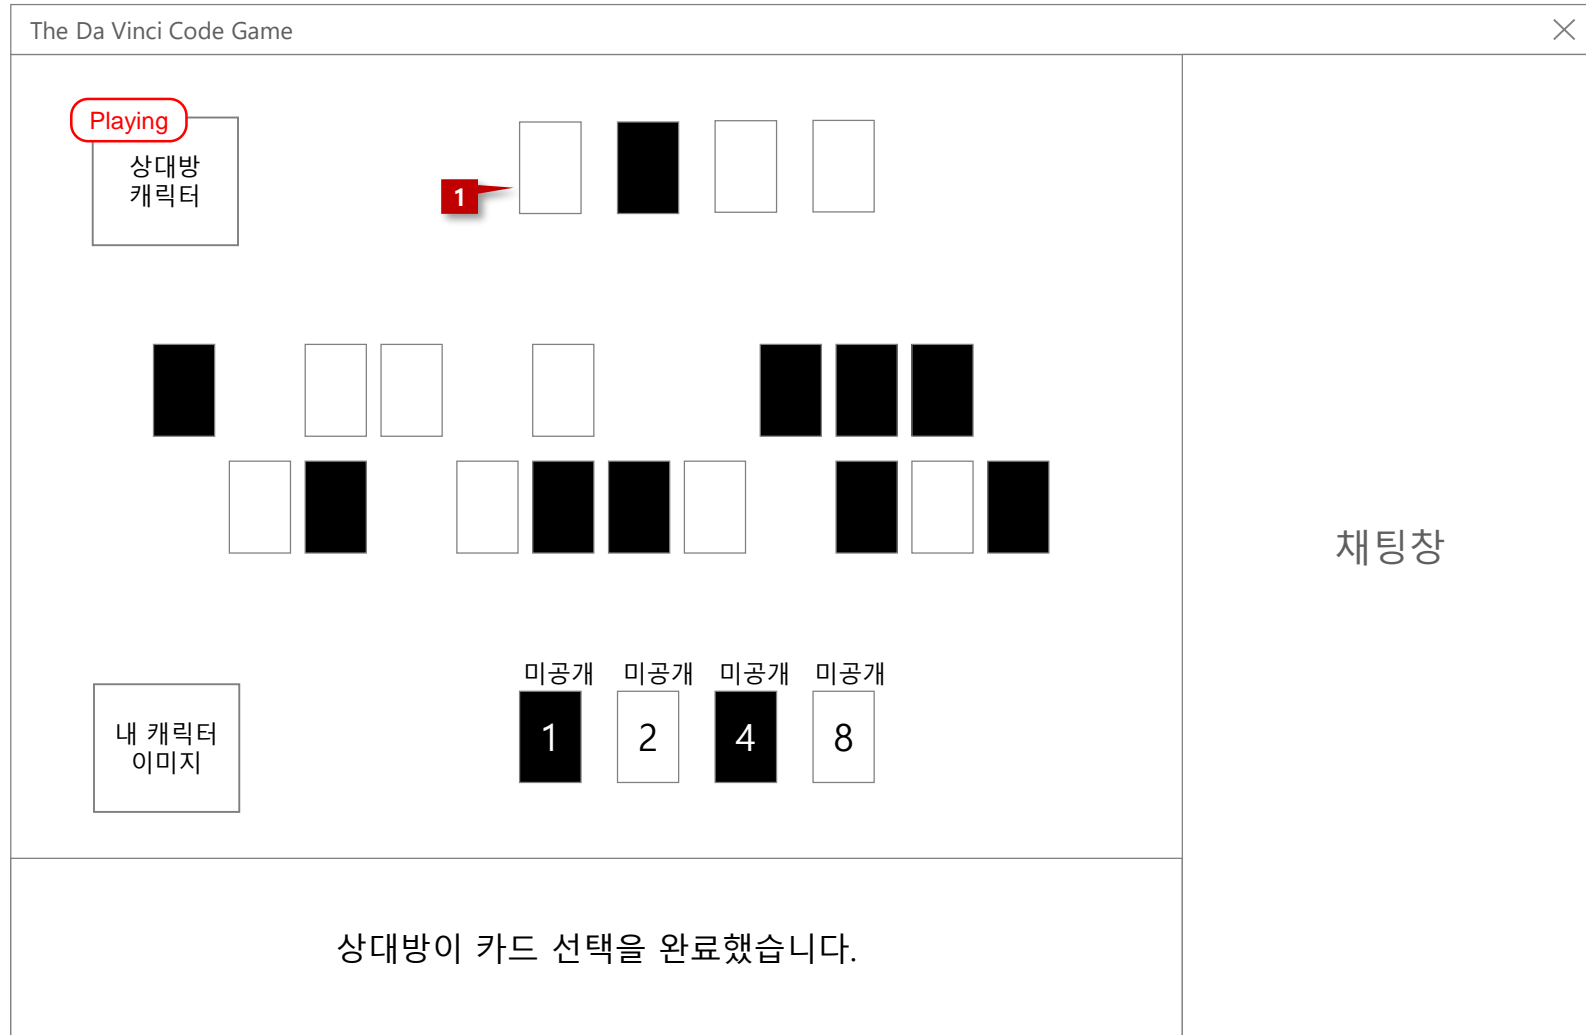 The Da Vinci Code Game
Playing
상대방
캐릭터
1
미공개 미공개 미공개 미공개
1 2 4 8
내 캐릭터
이미지
채팅창
상대방이 카드 선택을 완료했습니다.